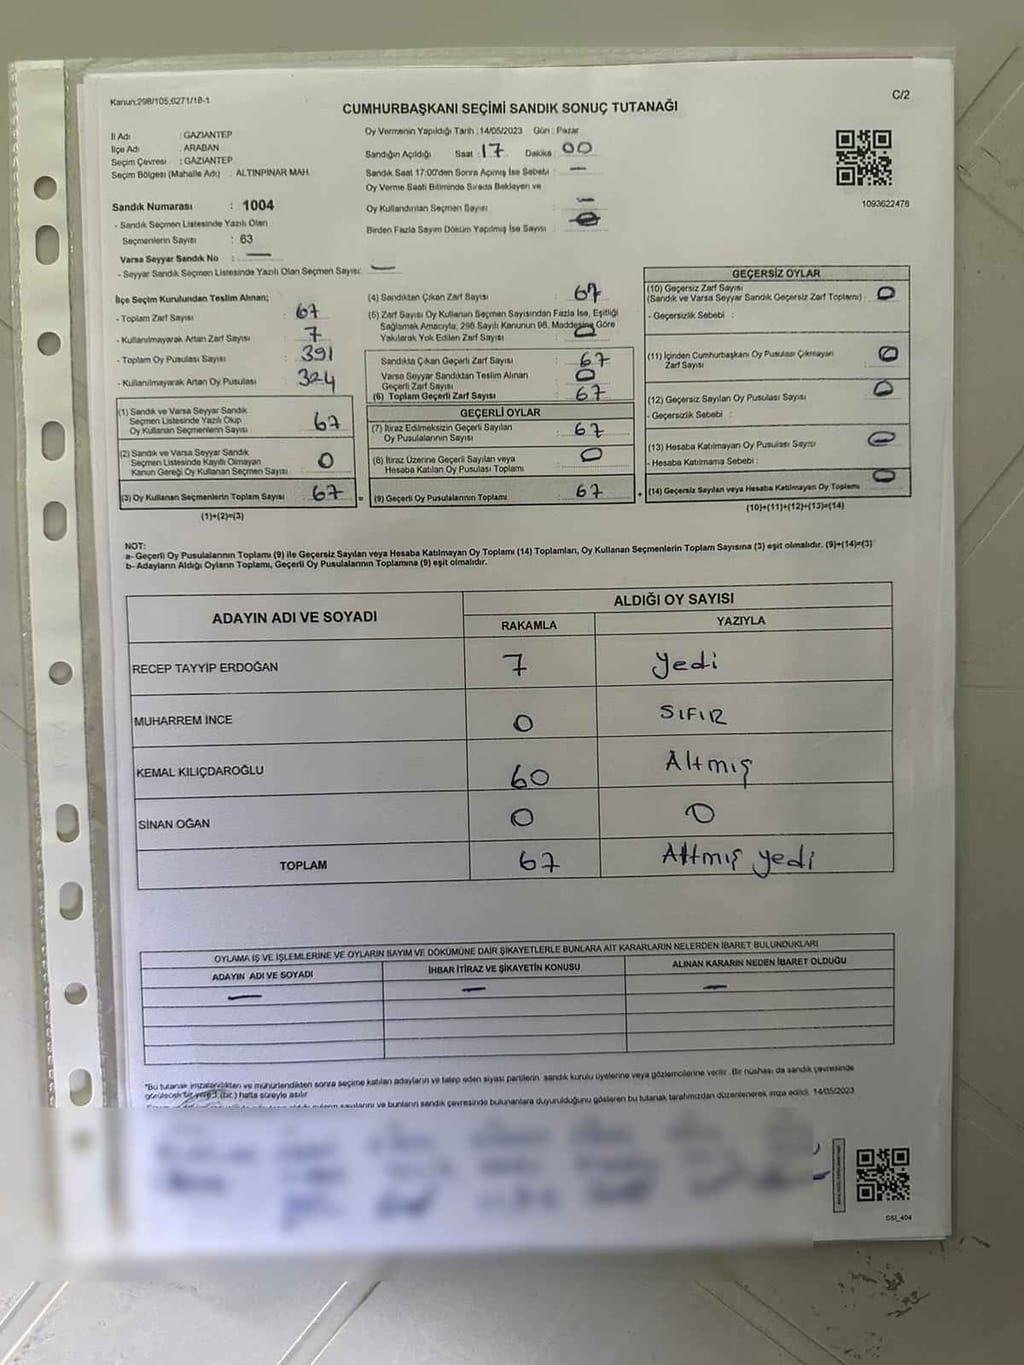 Kanun:298/105;6271/18-1
C/2
CUMHURBAŞKANI SEÇİMİ SANDIK SONUÇ TUTANAĞI
İl Adı : GAZİANTEP
İlçe Adı : ARABAN
Seçim Çevresi : GAZİANTEP
Seçim Bölgesi (Mahalle Adı) : ALTINPINAR MAH.
Sandık Numarası : 1004
- Sandık Seçmen Listesinde Yazılı Olan
Seçmenlerin Sayısı : 63
Varsa Seyyar Sandık No : —
- Seyyar Sandık Seçmen Listesinde Yazılı Olan Seçmen Sayısı: —
Oy Vermenin Yapıldığı Tarih : 14/05/2023 Gün : Pazar
Sandığın Açıldığı Saat : 17 Dakika : 00
Sandık Saat 17:00'den Sonra Açımış İse Sebebi : —
Oy Verme Saati Bitiminde Sırada Bekleyen ve
Oy Kullandırılan Seçmen Sayısı : —
Birden Fazla Sayım Döküm Yapılmış İse Sayısı :
1093622478
İlçe Seçim Kurulundan Teslim Alınan;
- Toplam Zarf Sayısı : 67
- Kullanılmayarak Artan Zarf Sayısı : 7
- Toplam Oy Pusulası Sayısı : 391
- Kullanılmayarak Artan Oy Pusulası : 324
(1) Sandık ve Varsa Seyyar Sandık
Seçmen Listesinde Yazılı Olup
Oy Kullanan Seçmenlerin Sayısı : 67
(2) Sandık ve Varsa Seyyar Sandık
Seçmen Listesinde Kayıtlı Olmayan
Kanun Gereği Oy Kullanan Seçmen Sayısı : 0
(3) Oy Kullanan Seçmenlerin Toplam Sayısı : 67
(1)+(2)=(3)
=
(4) Sandıktan Çıkan Zarf Sayısı : 67
(5) Zarf Sayısı Oy Kullanan Seçmen Sayısından Fazla İse, Eşitliği
Sağlamak Amacıyla; 298 Sayılı Kanunun 98. Maddesine Göre
Yakılarak Yok Edilen Zarf Sayısı : 0
Sandıkta Çıkan Geçerli Zarf Sayısı : 67
Varsa Seyyar Sandıktan Teslim Alınan
Geçerli Zarf Sayısı : 0
(6) Toplam Geçerli Zarf Sayısı : 67
GEÇERLİ OYLAR
(7) İtiraz Edilmeksizin Geçerli Sayılan
Oy Pusulalarının Sayısı : 67
(8) İtiraz Üzerine Geçerli Sayılan veya
Hesaba Katılan Oy Pusulası Toplamı : 0
(9) Geçerli Oy Pusulalarının Toplamı : 67
+
GEÇERSİZ OYLAR
(10) Geçersiz Zarf Sayısı
(Sandık ve Varsa Seyyar Sandık Geçersiz Zarf Toplamı) : 0
- Geçersizlik Sebebi :
(11) İçinden Cumhurbaşkanı Oy Pusulası Çıkmayan
Zarf Sayısı : 0
(12) Geçersiz Sayılan Oy Pusulası Sayısı : 0
- Geçersizlik Sebebi :
(13) Hesaba Katılmayan Oy Pusulası Sayısı : 0
- Hesaba Katılmama Sebebi :
(14) Geçersiz Sayılan veya Hesaba Katılmayan Oy Toplamı : 0
(10)+(11)+(12)+(13)=(14)
NOT:
a- Geçerli Oy Pusulalarının Toplamı (9) ile Geçersiz Sayılan veya Hesaba Katılmayan Oy Toplamı (14) Toplamları, Oy Kullanan Seçmenlerin Toplam Sayısına (3) eşit olmalıdır. (9)+(14)=(3)
b- Adayların Aldığı Oyların Toplamı, Geçerli Oy Pusulalarının Toplamına (9) eşit olmalıdır.
ADAYIN ADI VE SOYADI
ALDIĞI OY SAYISI
RAKAMLA YAZIYLA
RECEP TAYYİP ERDOĞAN 7 Yedi
MUHARREM İNCE 0 SIFIR
KEMAL KILIÇDAROĞLU 60 Altmış
SİNAN OĞAN 0 0
TOPLAM 67 Altmış yedi
OYLAMA İŞ VE İŞLEMLERİNE VE OYLARIN SAYIM VE DÖKÜMÜNE DAİR ŞİKAYETLERLE BUNLARA AİT KARARLARIN NELERDEN İBARET BULUNDUKLARI
ADAYIN ADI VE SOYADI İHBAR İTİRAZ VE ŞİKAYETİN KONUSU ALINAN KARARIN NEDEN İBARET OLDUĞU
— — —
"Bu tutanak imzalandıktan ve mühürlendikten sonra seçime katılan adayların ve talep eden siyasi partilerin sandık kurulu üyelerine veya gözlemcilerine verilir. Bir nüshası da sandık çevresinde
görülecek bir yere 1 (bir) hafta süreyle asılır.
ve bunların sandık çevresinde bulunanlara duyurulduğunu gösteren bu tutanak tarafımızdan düzenlenerek imza edildi. 14/05/2023
SSI_404